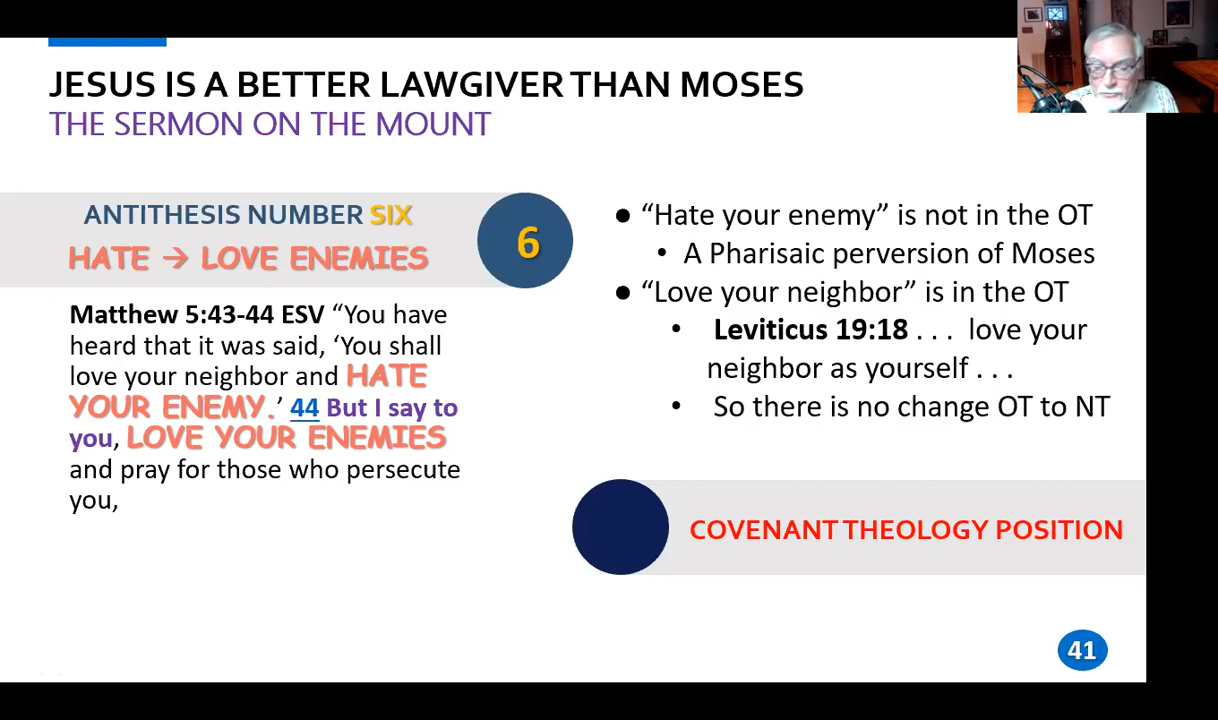 JESUS IS A BETTER LAWGIVER THAN MOSES
THE SERMON ON THE MOUNT
ANTITHESIS NUMBER SIX
HATE → LOVE ENEMIES
6
Matthew 5:43-44 ESV “You have
heard that it was said, ‘You shall
love your neighbor and HATE
YOUR ENEMY.’ 44 But I say to
you, LOVE YOUR ENEMIES
and pray for those who persecute
you,
● “Hate your enemy” is not in the OT
• A Pharisaic perversion of Moses
● “Love your neighbor” is in the OT
• Leviticus 19:18 . . . love your
neighbor as yourself . . .
• So there is no change OT to NT
COVENANT THEOLOGY POSITION
41